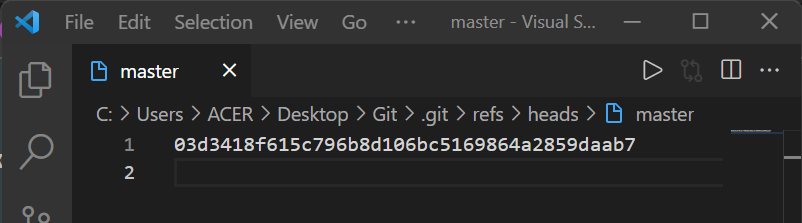 File Edit Selection View Go ··· master - Visual S...
master
C: > Users > ACER > Desktop > Git > .git > refs > heads > master
1 03d3418f615c796b8d106bc5169864a2859daab7
2